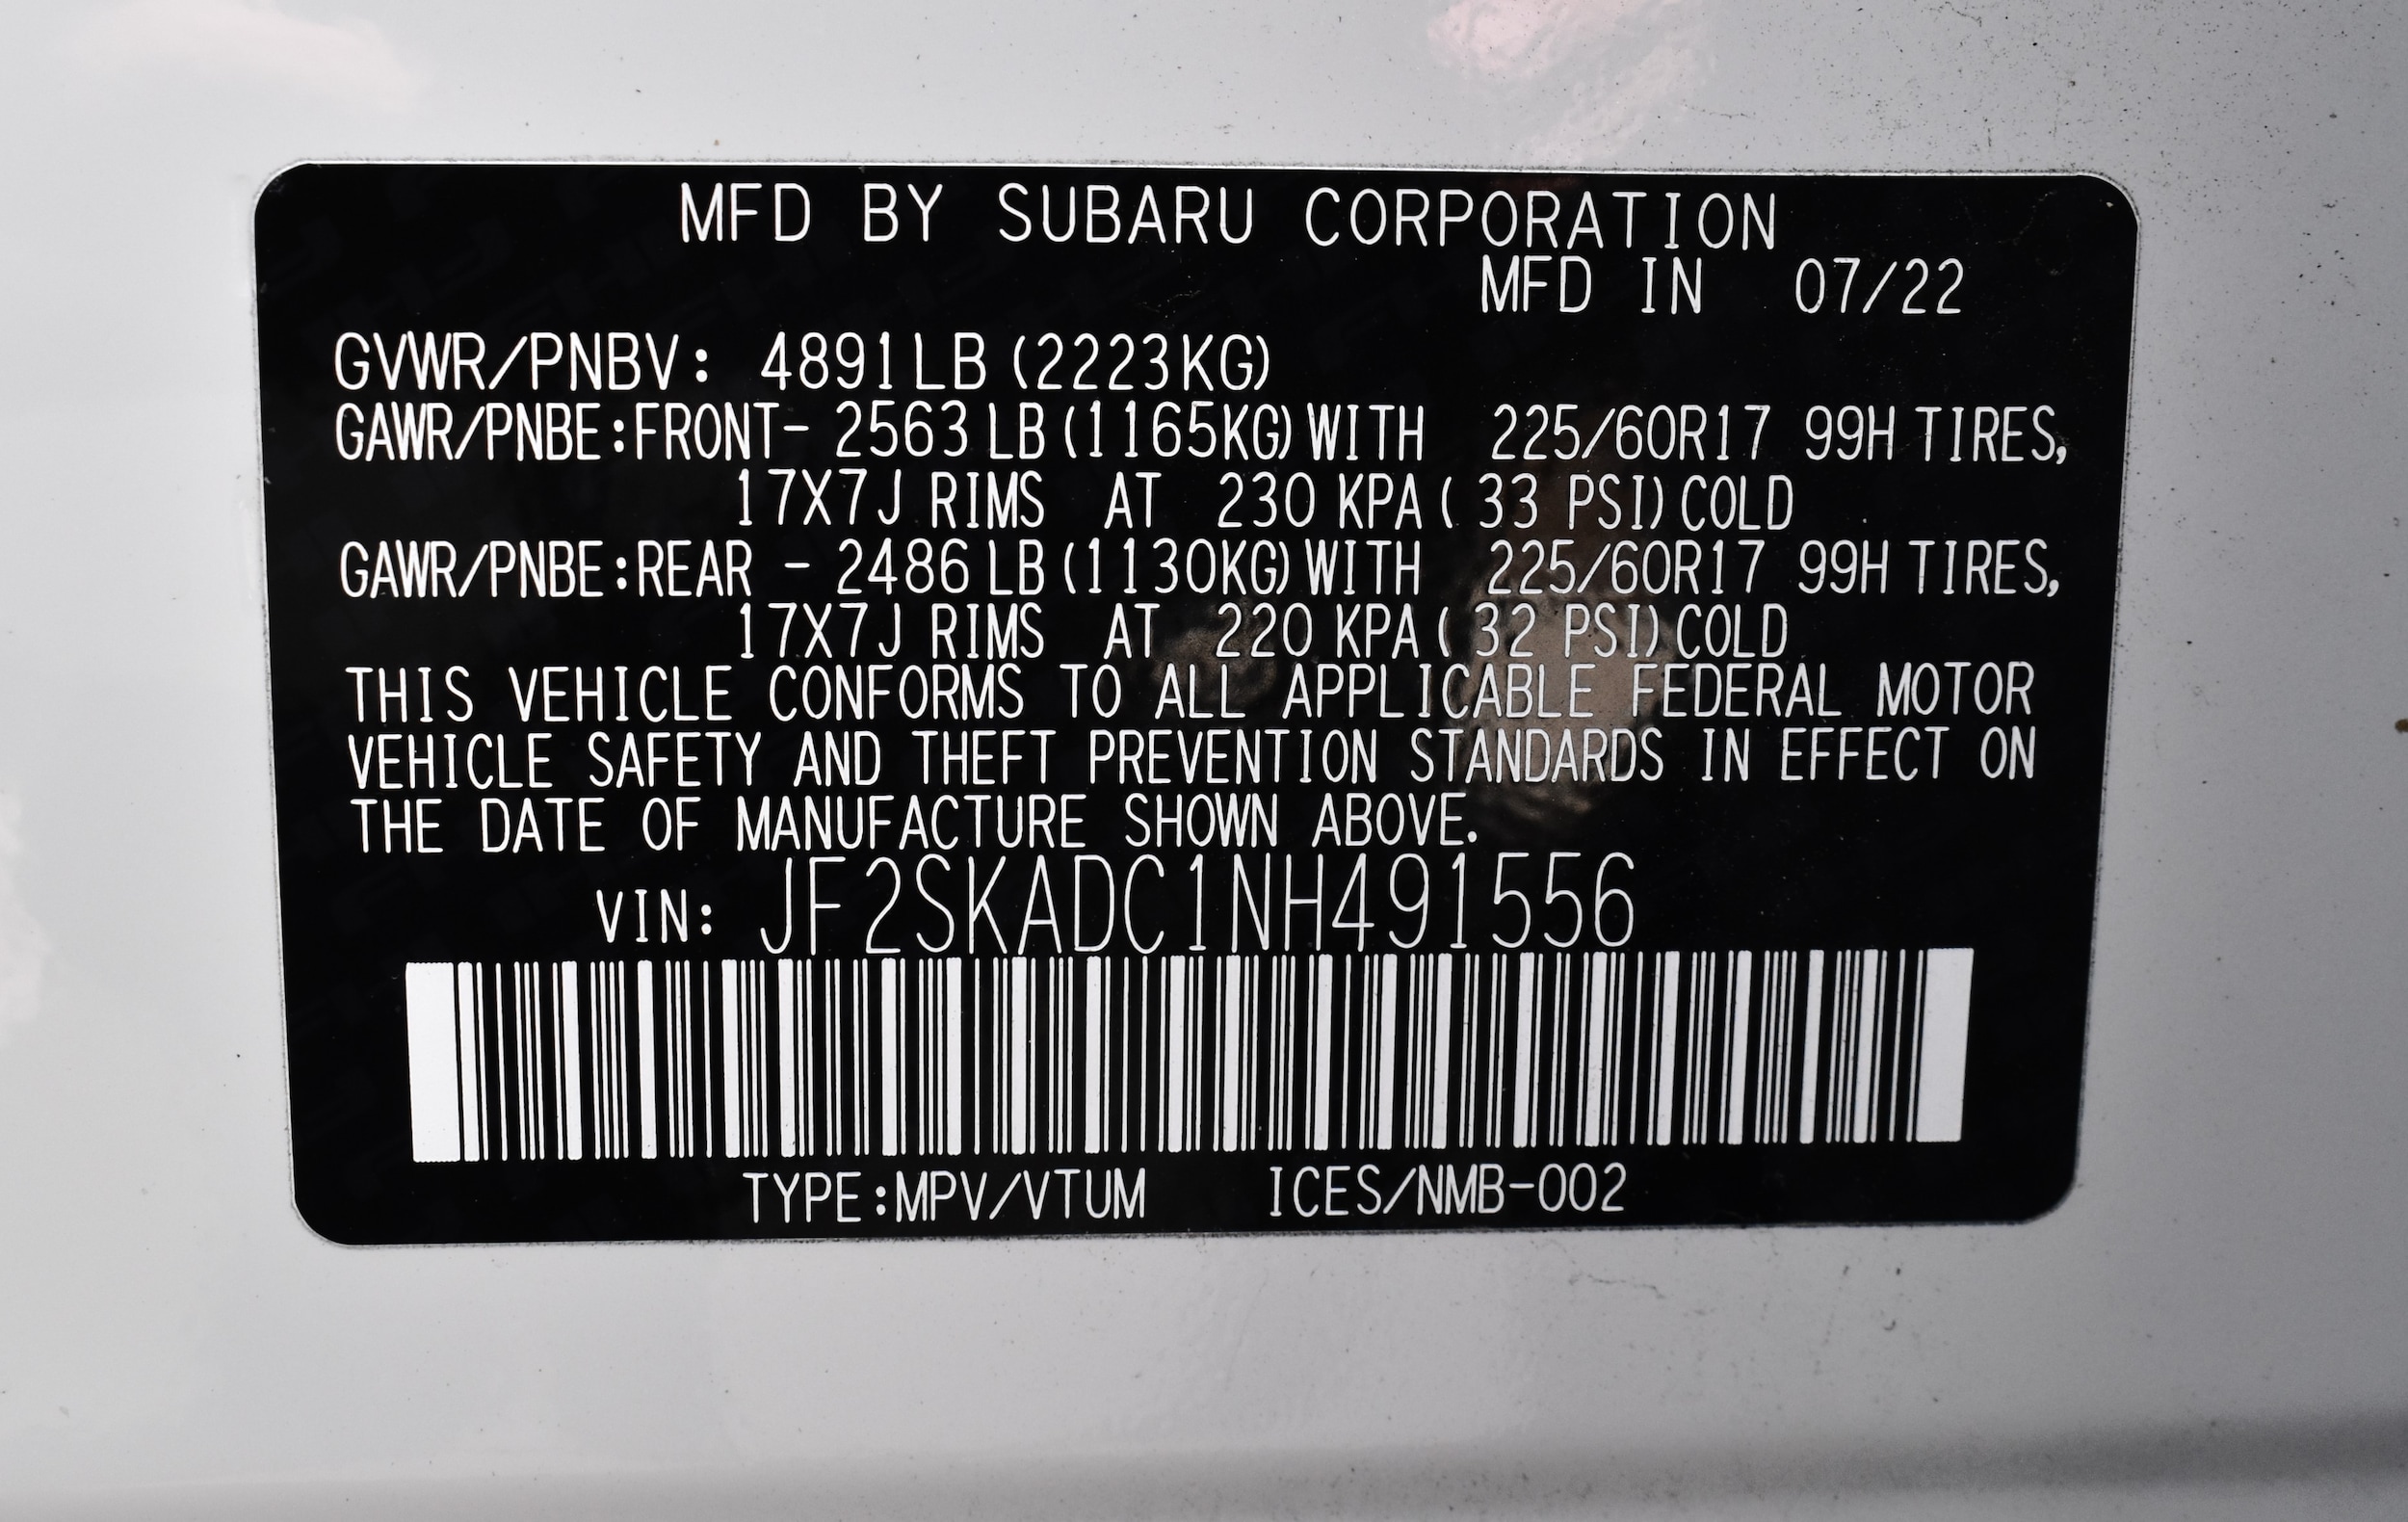 MFD BY SUBARU CORPORATION
MFD IN 07/22
GVWR/PNBV: 4891LB (2223KG)
GAWR/PNBE:FRONT- 2563 LB (1165KG) WITH 225/60R17 99H TIRES,
17X7J RIMS AT 230 KPA ( 33 PSI) COLD
GAWR/PNBE:REAR - 2486 LB (1130KG) WITH 225/60R17 99H TIRES,
17X7J RIMS AT 220 KPA ( 32 PSI) COLD
THIS VEHICLE CONFORMS TO ALL APPLICABLE FEDERAL MOTOR
VEHICLE SAFETY AND THEFT PREVENTION STANDARDS IN EFFECT ON
THE DATE OF MANUFACTURE SHOWN ABOVE.
VIN: JF2SKADC1NH491556
TYPE:MPV/VTUM ICES/NMB-002